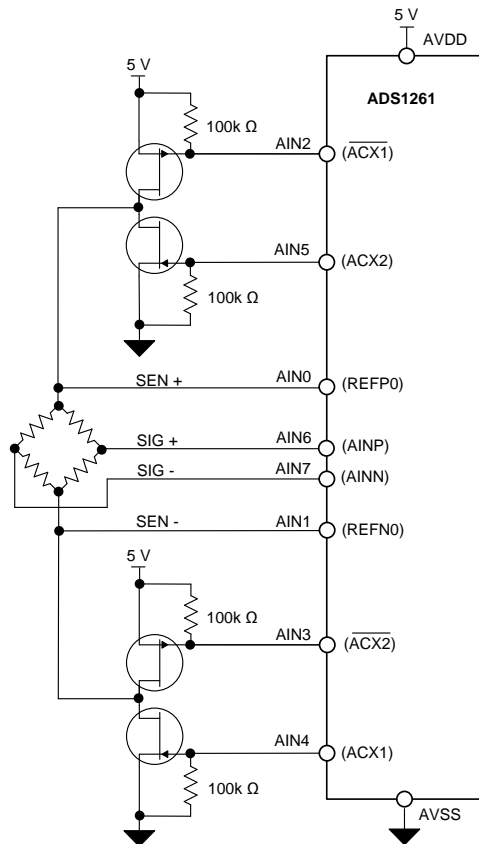 5 V
AVDD
5 V
ADS1261
100k Ω
AIN2 (ACX1)
AIN5 (ACX2)
100k Ω
SEN + AIN0 (REFP0)
SIG + AIN6 (AINP)
SIG - AIN7 (AINN)
SEN - AIN1 (REFN0)
5 V
100k Ω
AIN3 (ACX2)
AIN4 (ACX1)
100k Ω
AVSS